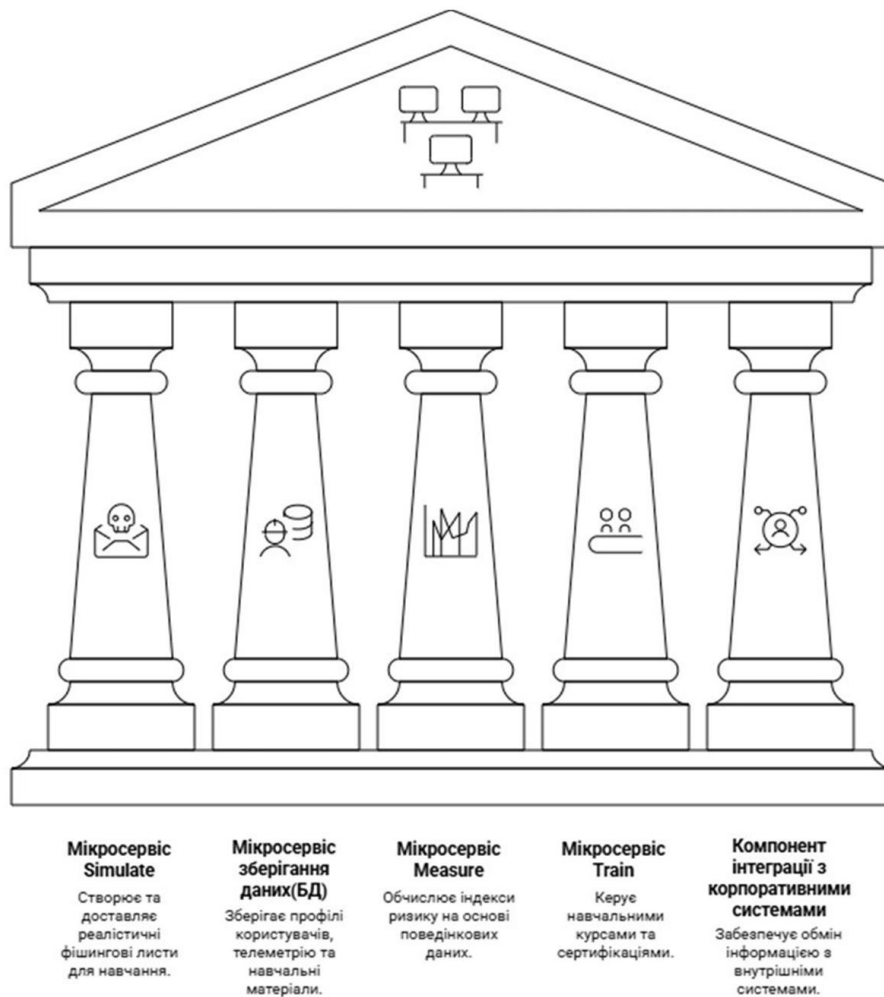 Мікросервіс
Simulate
Створює та
доставляє
реалістичні
фішингові листи
для навчання.
Мікросервіс
зберігання
даних(БД)
Зберігає профілі
користувачів,
телеметрію та
навчальні
матеріали.
Мікросервіс
Measure
Обчислює індекси
ризику на основі
поведінкових
даних.
Мікросервіс
Train
Керує
навчальними
курсами та
сертифікаціями.
Компонент
інтеграції з
корпоративними
системами
Забезпечує обмін
інформацією з
внутрішніми
системами.